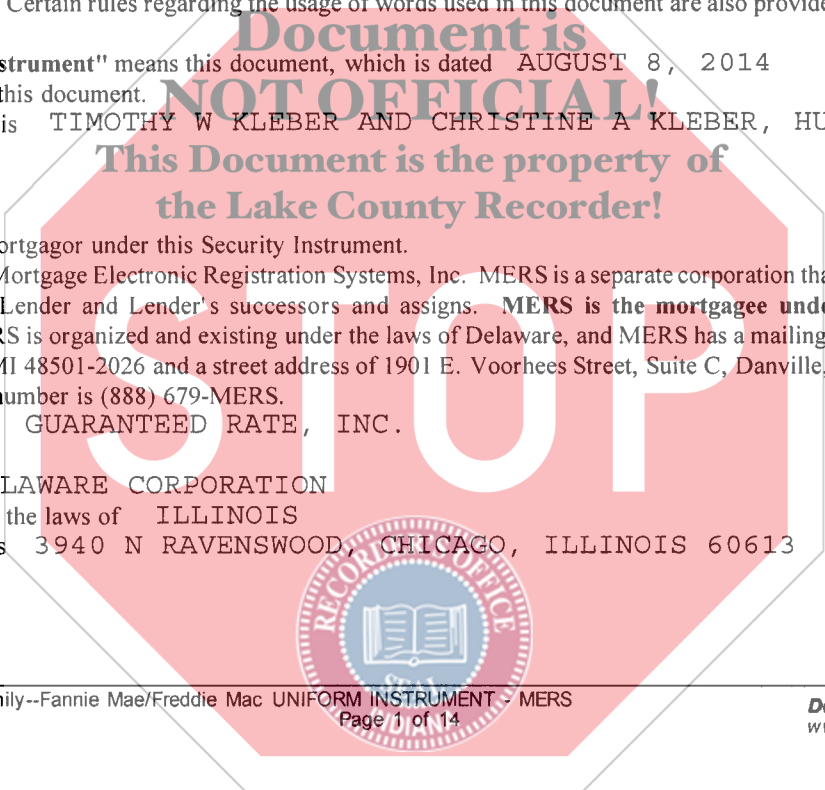 Certain rules regarding the usage of words used in this document are also provide
Document is
strument" means this document, which is dated AUGUST 8, 2014
this document.
NOT OFFICIAL!
is TIMOTHY W KLEBER AND CHRISTINE A KLEBER, HU
This Document is the property of
the Lake County Recorder!
ortgagor under this Security Instrument.
Mortgage Electronic Registration Systems, Inc. MERS is a separate corporation tha
Lender and Lender's successors and assigns. MERS is the mortgagee unde
RS is organized and existing under the laws of Delaware, and MERS has a mailing
MI 48501-2026 and a street address of 1901 E. Voorhees Street, Suite C, Danville,
number is (888) 679-MERS.
STOP
GUARANTEED RATE, INC.
LAWARE CORPORATION
the laws of ILLINOIS
s 3940 N RAVENSWOOD, CHICAGO, ILLINOIS 60613
RECORDER'S OFFICE
SEAL
INDIANA
nily--Fannie Mae/Freddie Mac UNIFORM INSTRUMENT - MERS
Page 1 of 14